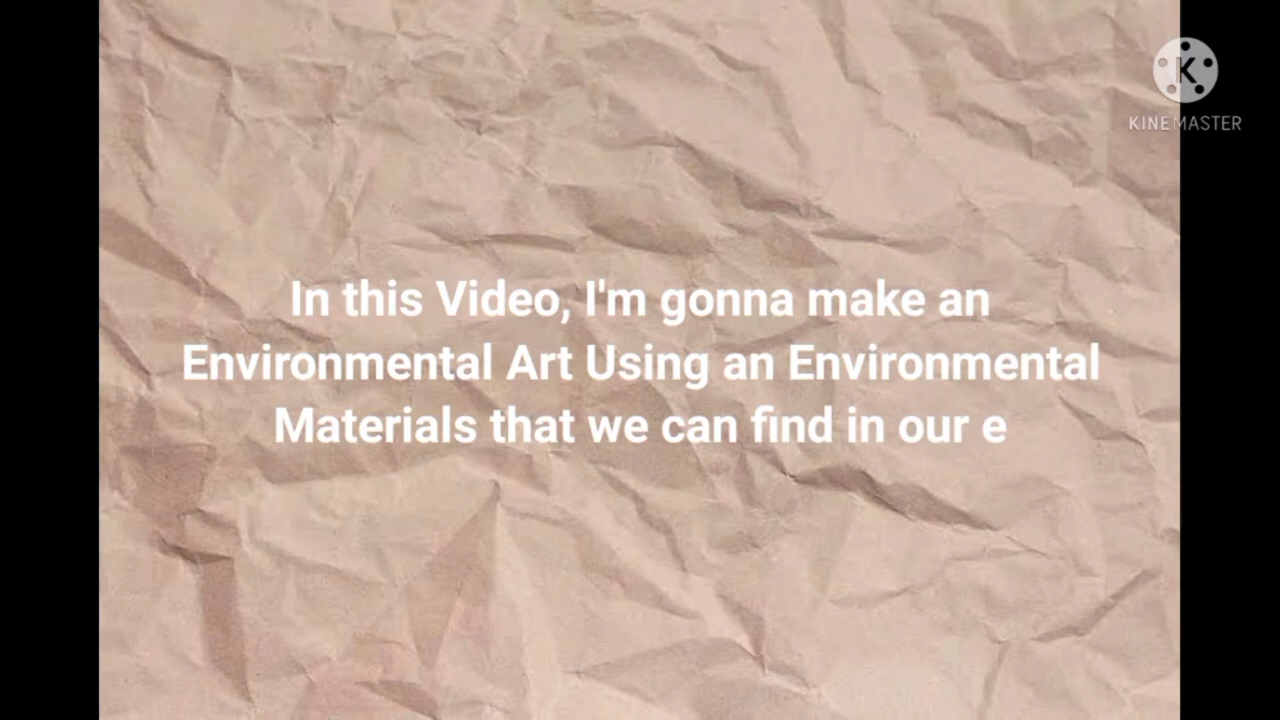 K
KINEMASTER
In this Video, I'm gonna make an
Environmental Art Using an Environmental
Materials that we can find in our e